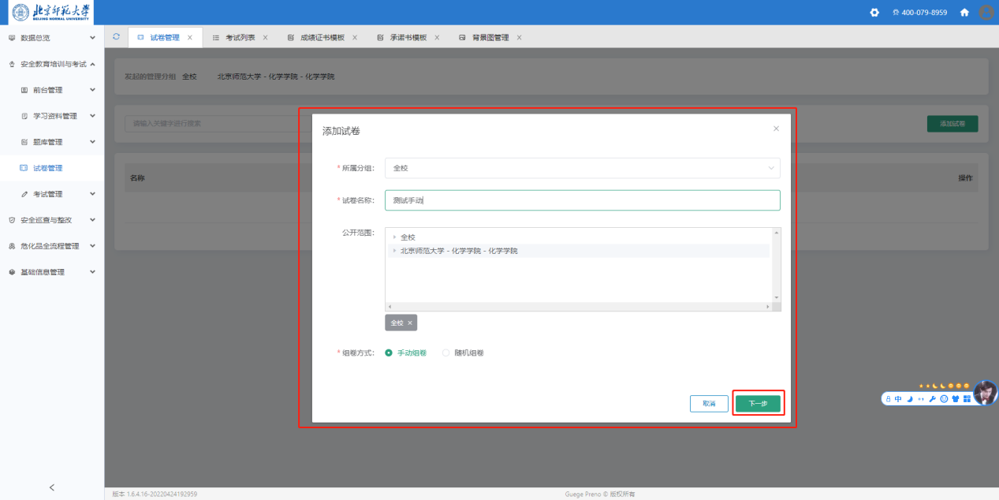 北京师范大学
BEIJING NORMAL UNIVERSITY
400-079-8959
数据总览
试卷管理 ×
考试列表 ×
成绩证书模板 ×
承诺书模板 ×
背景图管理 ×
安全教育培训与考试
前台管理
学习资料管理
题库管理
试卷管理
考试管理
安全巡查与整改
危化品全流程管理
基础信息管理
发起的管理分组 全校 北京师范大学 - 化学学院 - 化学学院
请输入关键字进行搜索
添加试卷
名称
操作
添加试卷
* 所属分组: 全校
* 试卷名称: 测试手动
公开范围: 全校
北京师范大学 - 化学学院 - 化学学院
全校 ×
* 组卷方式: 手动组卷 随机组卷
取消
下一步
中
版本 1.6.4.16-20220424192959
Guege Preno © 版权所有